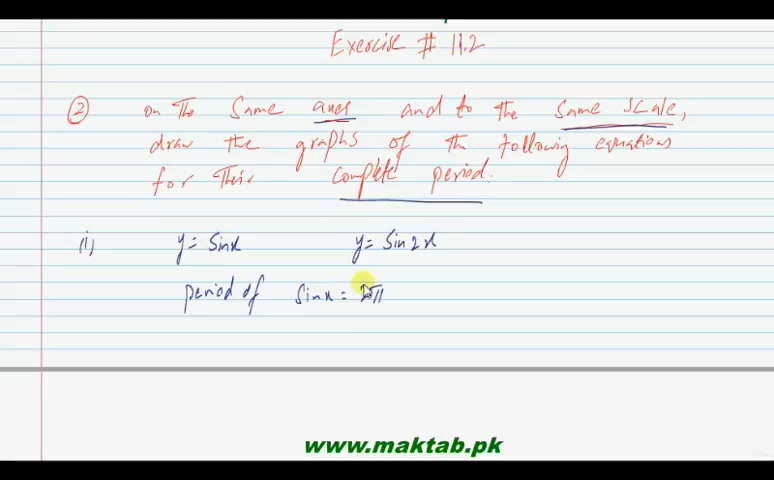 Exercise # 11.2
② on The Same axes and to the Same scale,
draw the graphs of the following equations
for Their complete period.
(i) y = Sinx y = Sin2x
period of Sinx = 2π
www.maktab.pk